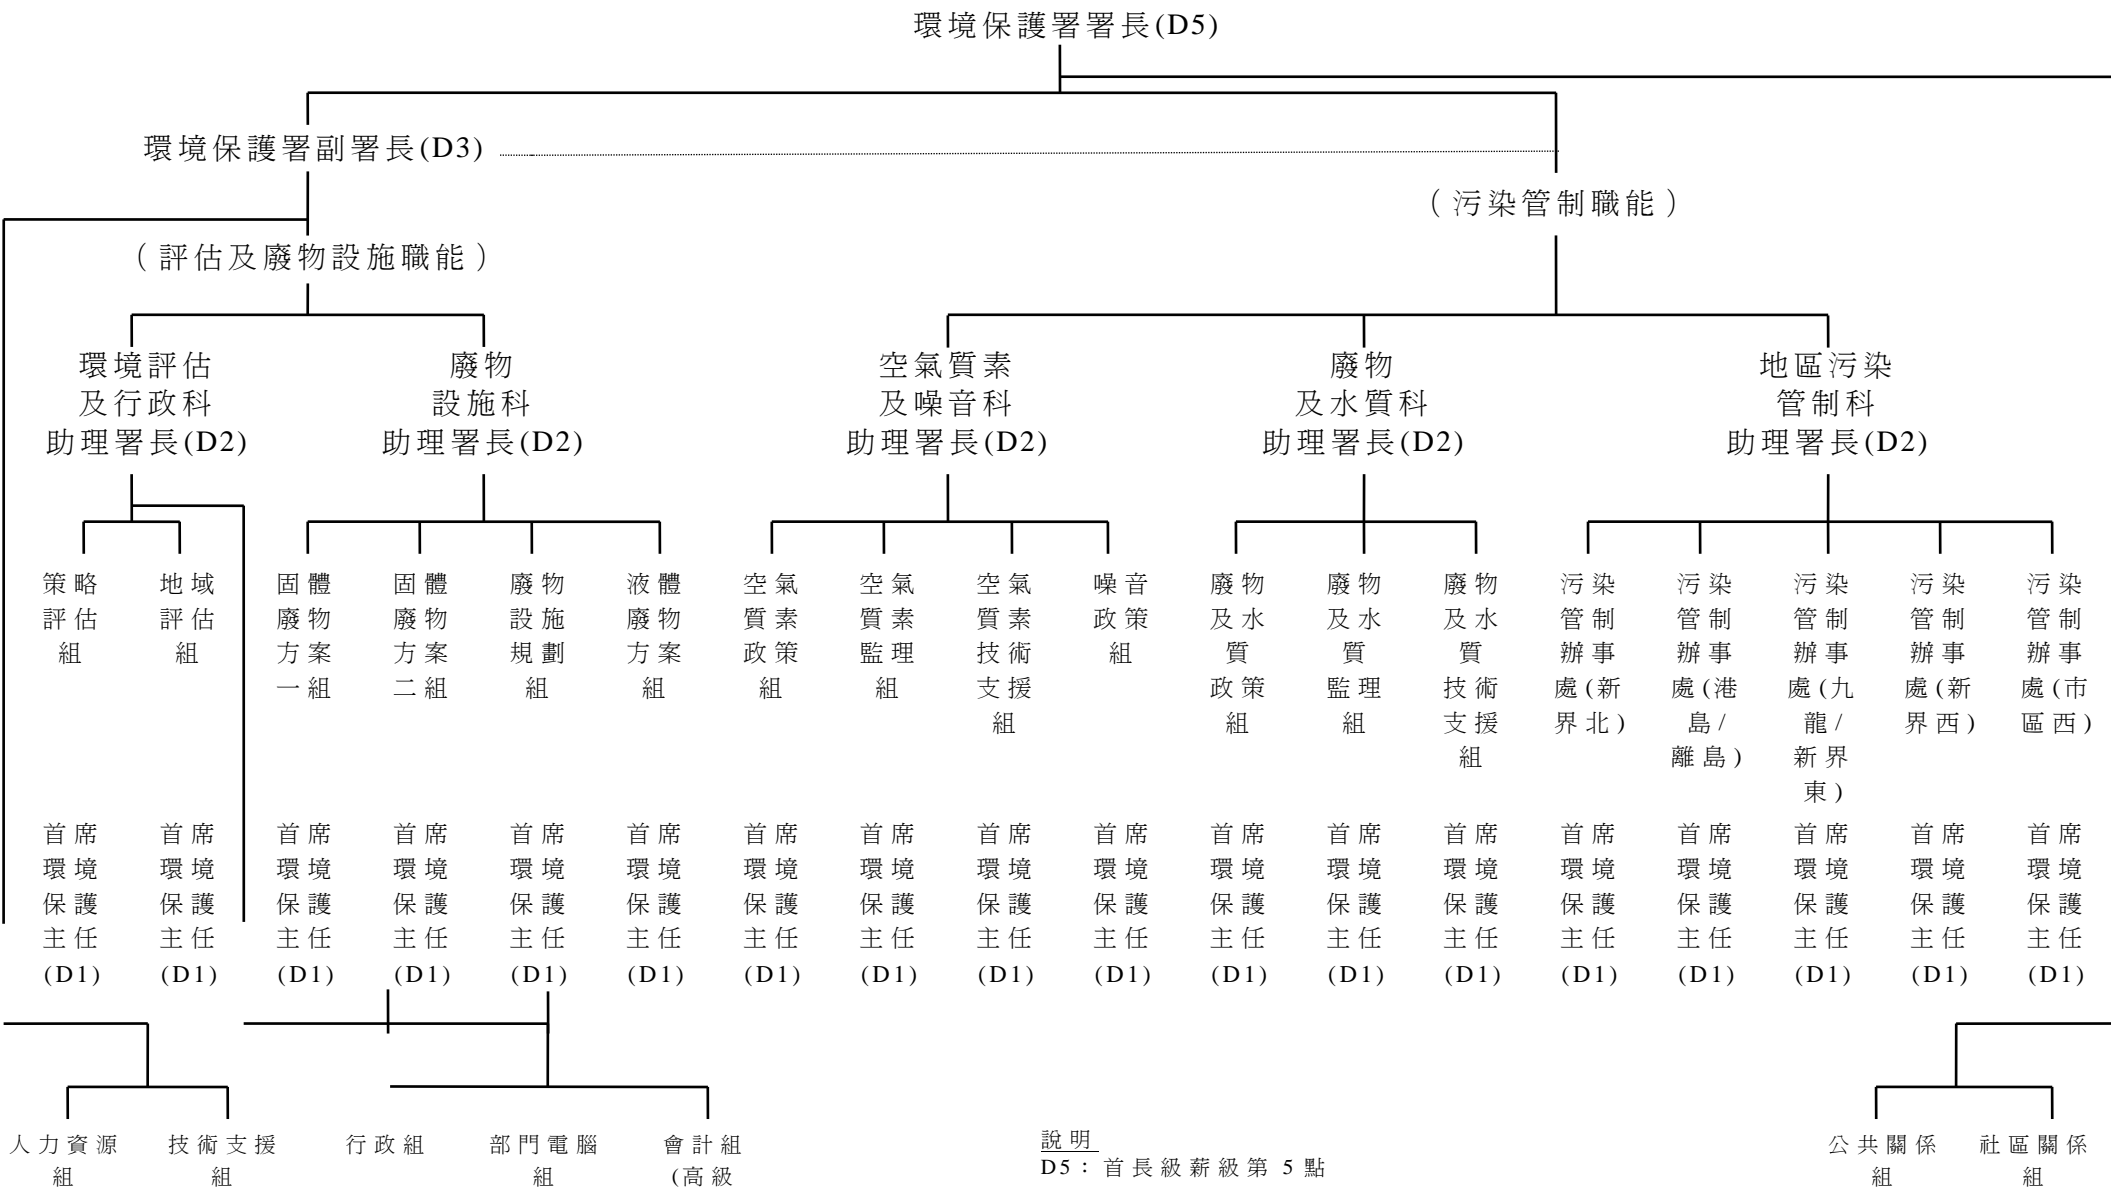 環境保護署署長(D5)
環境保護署副署長(D3)
（污染管制職能）
（評估及廢物設施職能）
環境評估
及行政科
助理署長(D2)
廢物
設施科
助理署長(D2)
空氣質素
及噪音科
助理署長(D2)
廢物
及水質科
助理署長(D2)
地區污染
管制科
助理署長(D2)
策略
評估
組
地域
評估
組
固體
廢物
方案
一組
固體
廢物
方案
二組
廢物
設施
規劃
組
液體
廢物
方案
組
空氣
質素
政策
組
空氣
質素
監理
組
空氣
質素
技術
支援
組
噪音
政策
組
廢物
及水
質
政策
組
廢物
及水
質
監理
組
廢物
及水
質
技術
支援
組
污染
管制
辦事
處(新
界北)
污染
管制
辦事
處(港
島/
離島)
污染
管制
辦事
處(九
龍/
新界
東)
污染
管制
辦事
處(新
界西)
污染
管制
辦事
處(市
區西)
首席
環境
保護
主任
(D1)
首席
環境
保護
主任
(D1)
首席
環境
保護
主任
(D1)
首席
環境
保護
主任
(D1)
首席
環境
保護
主任
(D1)
首席
環境
保護
主任
(D1)
首席
環境
保護
主任
(D1)
首席
環境
保護
主任
(D1)
首席
環境
保護
主任
(D1)
首席
環境
保護
主任
(D1)
首席
環境
保護
主任
(D1)
首席
環境
保護
主任
(D1)
首席
環境
保護
主任
(D1)
首席
環境
保護
主任
(D1)
首席
環境
保護
主任
(D1)
首席
環境
保護
主任
(D1)
首席
環境
保護
主任
(D1)
首席
環境
保護
主任
(D1)
人力資源
組
技術支援
組
行政組
部門電腦
組
會計組
(高級
說明
D5：首長級薪級第 5 點
公共關係
組
社區關係
組